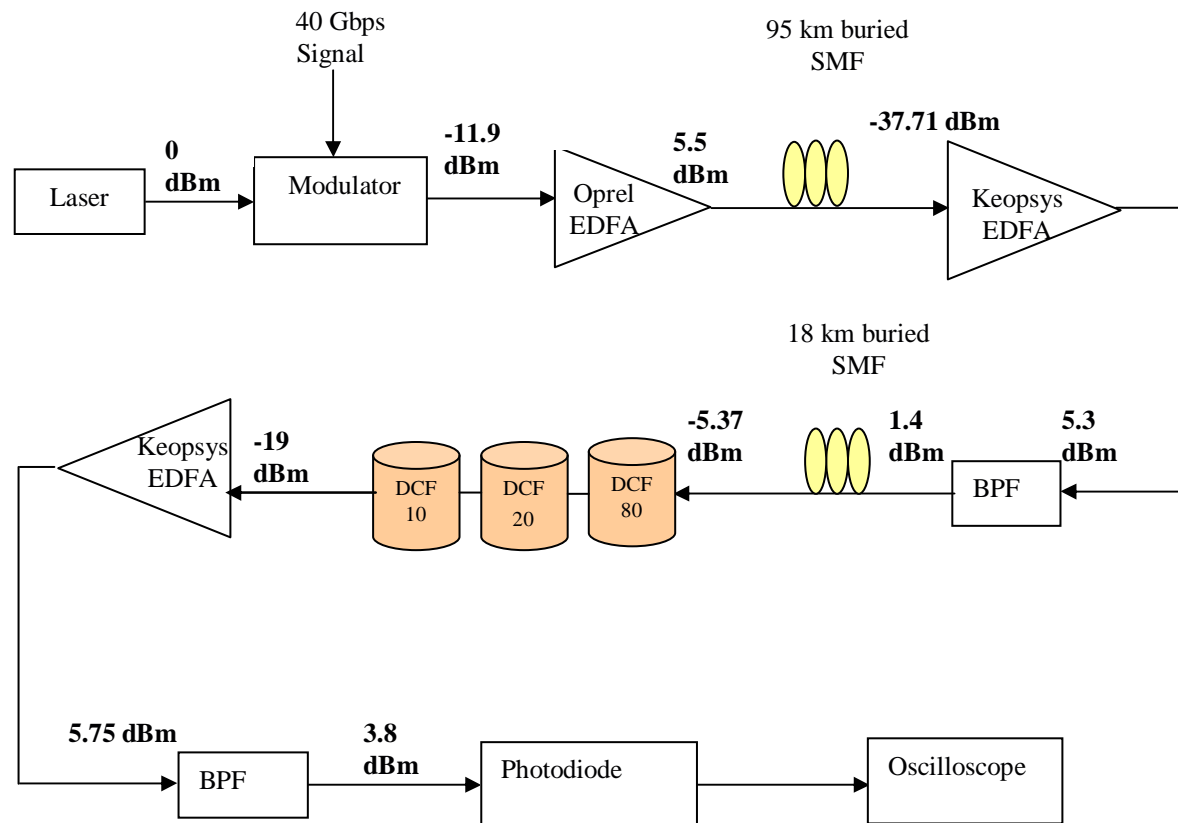 40 Gbps
Signal
95 km buried
SMF
0
dBm
-11.9
dBm
5.5
dBm
-37.71 dBm
Laser
Modulator
Oprel
EDFA
Keopsys
EDFA
18 km buried
SMF
Keopsys
EDFA
-19
dBm
DCF
10
DCF
20
DCF
80
-5.37
dBm
1.4
dBm
5.3
dBm
BPF
5.75 dBm
BPF
3.8
dBm
Photodiode
Oscilloscope